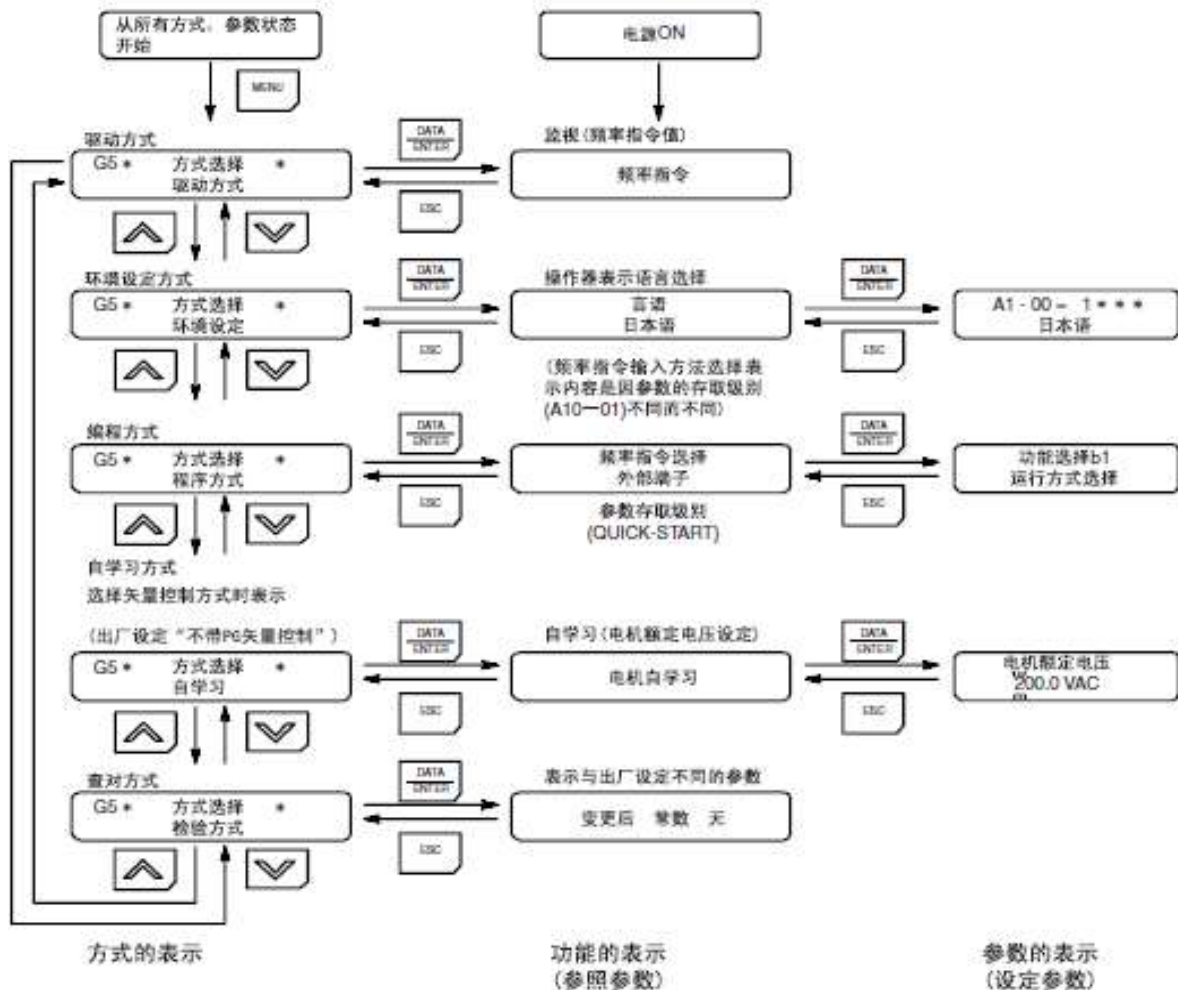 从所有方式, 参数状态
开始
电源ON
MENU
驱动方式
G5* 方式选择 *
驱动方式
DATA
ENTER
ESC
监视(频率指令值)
频率指令
环境设定方式
G5* 方式选择 *
环境设定
DATA
ENTER
ESC
操作器表示语言选择
言语
日本语
DATA
ENTER
ESC
A1-00= 1***
日本语
(频率指令输入方法选择表
示内容是因参数的存取级别
(A10—01)不同而不同)
编程方式
G5* 方式选择 *
程序方式
DATA
ENTER
ESC
频率指令选择
外部端子
参数存取级别
(QUICK-START)
DATA
ENTER
ESC
功能选择b1
运行方式选择
自学习方式
选择矢量控制方式时表示
(出厂设定“不带PG矢量控制”)
G5* 方式选择 *
自学习
DATA
ENTER
ESC
自学习(电机额定电压设定)
电机自学习
DATA
ENTER
ESC
电机额定电压
200.0 VAC
查对方式
G5* 方式选择 *
检验方式
DATA
ENTER
ESC
表示与出厂设定不同的参数
变更后 常数 无
方式的表示
功能的表示
(参照参数)
参数的表示
(设定参数)